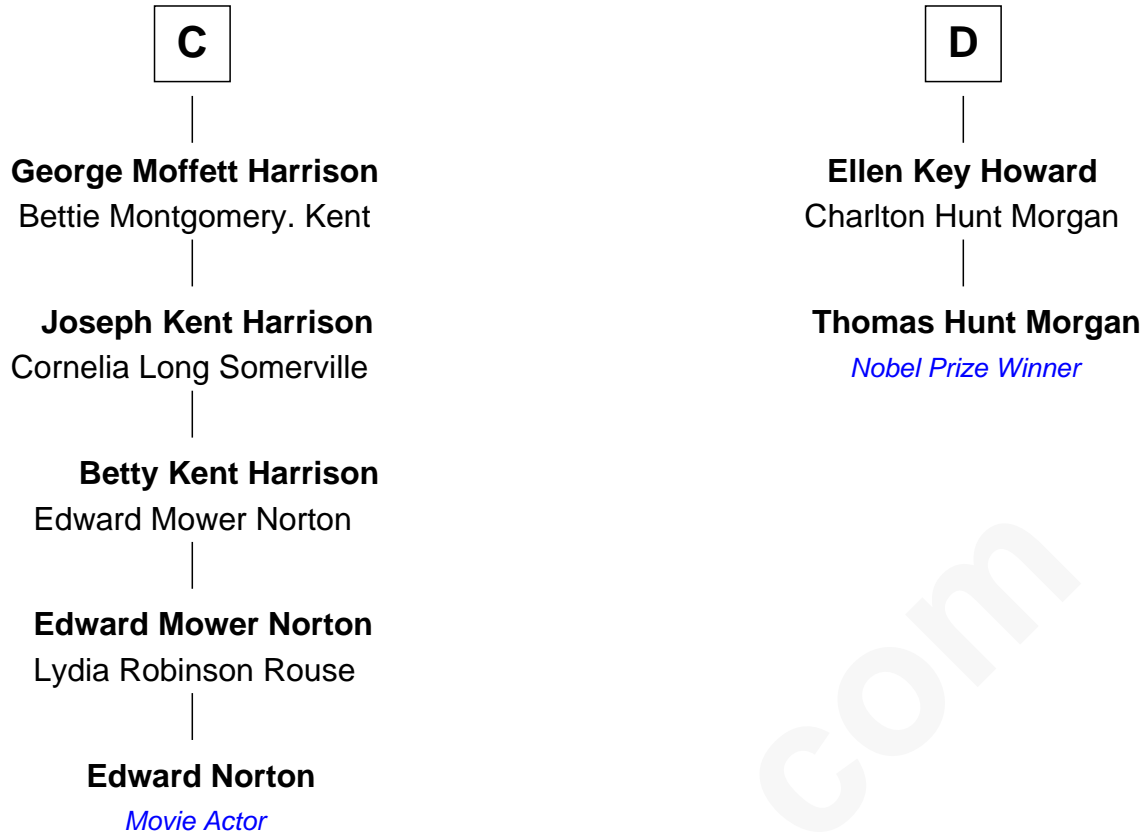 C
George Moffett Harrison
Bettie Montgomery. Kent
Joseph Kent Harrison
Cornelia Long Somerville
Betty Kent Harrison
Edward Mower Norton
Edward Mower Norton
Lydia Robinson Rouse
Edward Norton
Movie Actor
D
Ellen Key Howard
Charlton Hunt Morgan
Thomas Hunt Morgan
Nobel Prize Winner
com